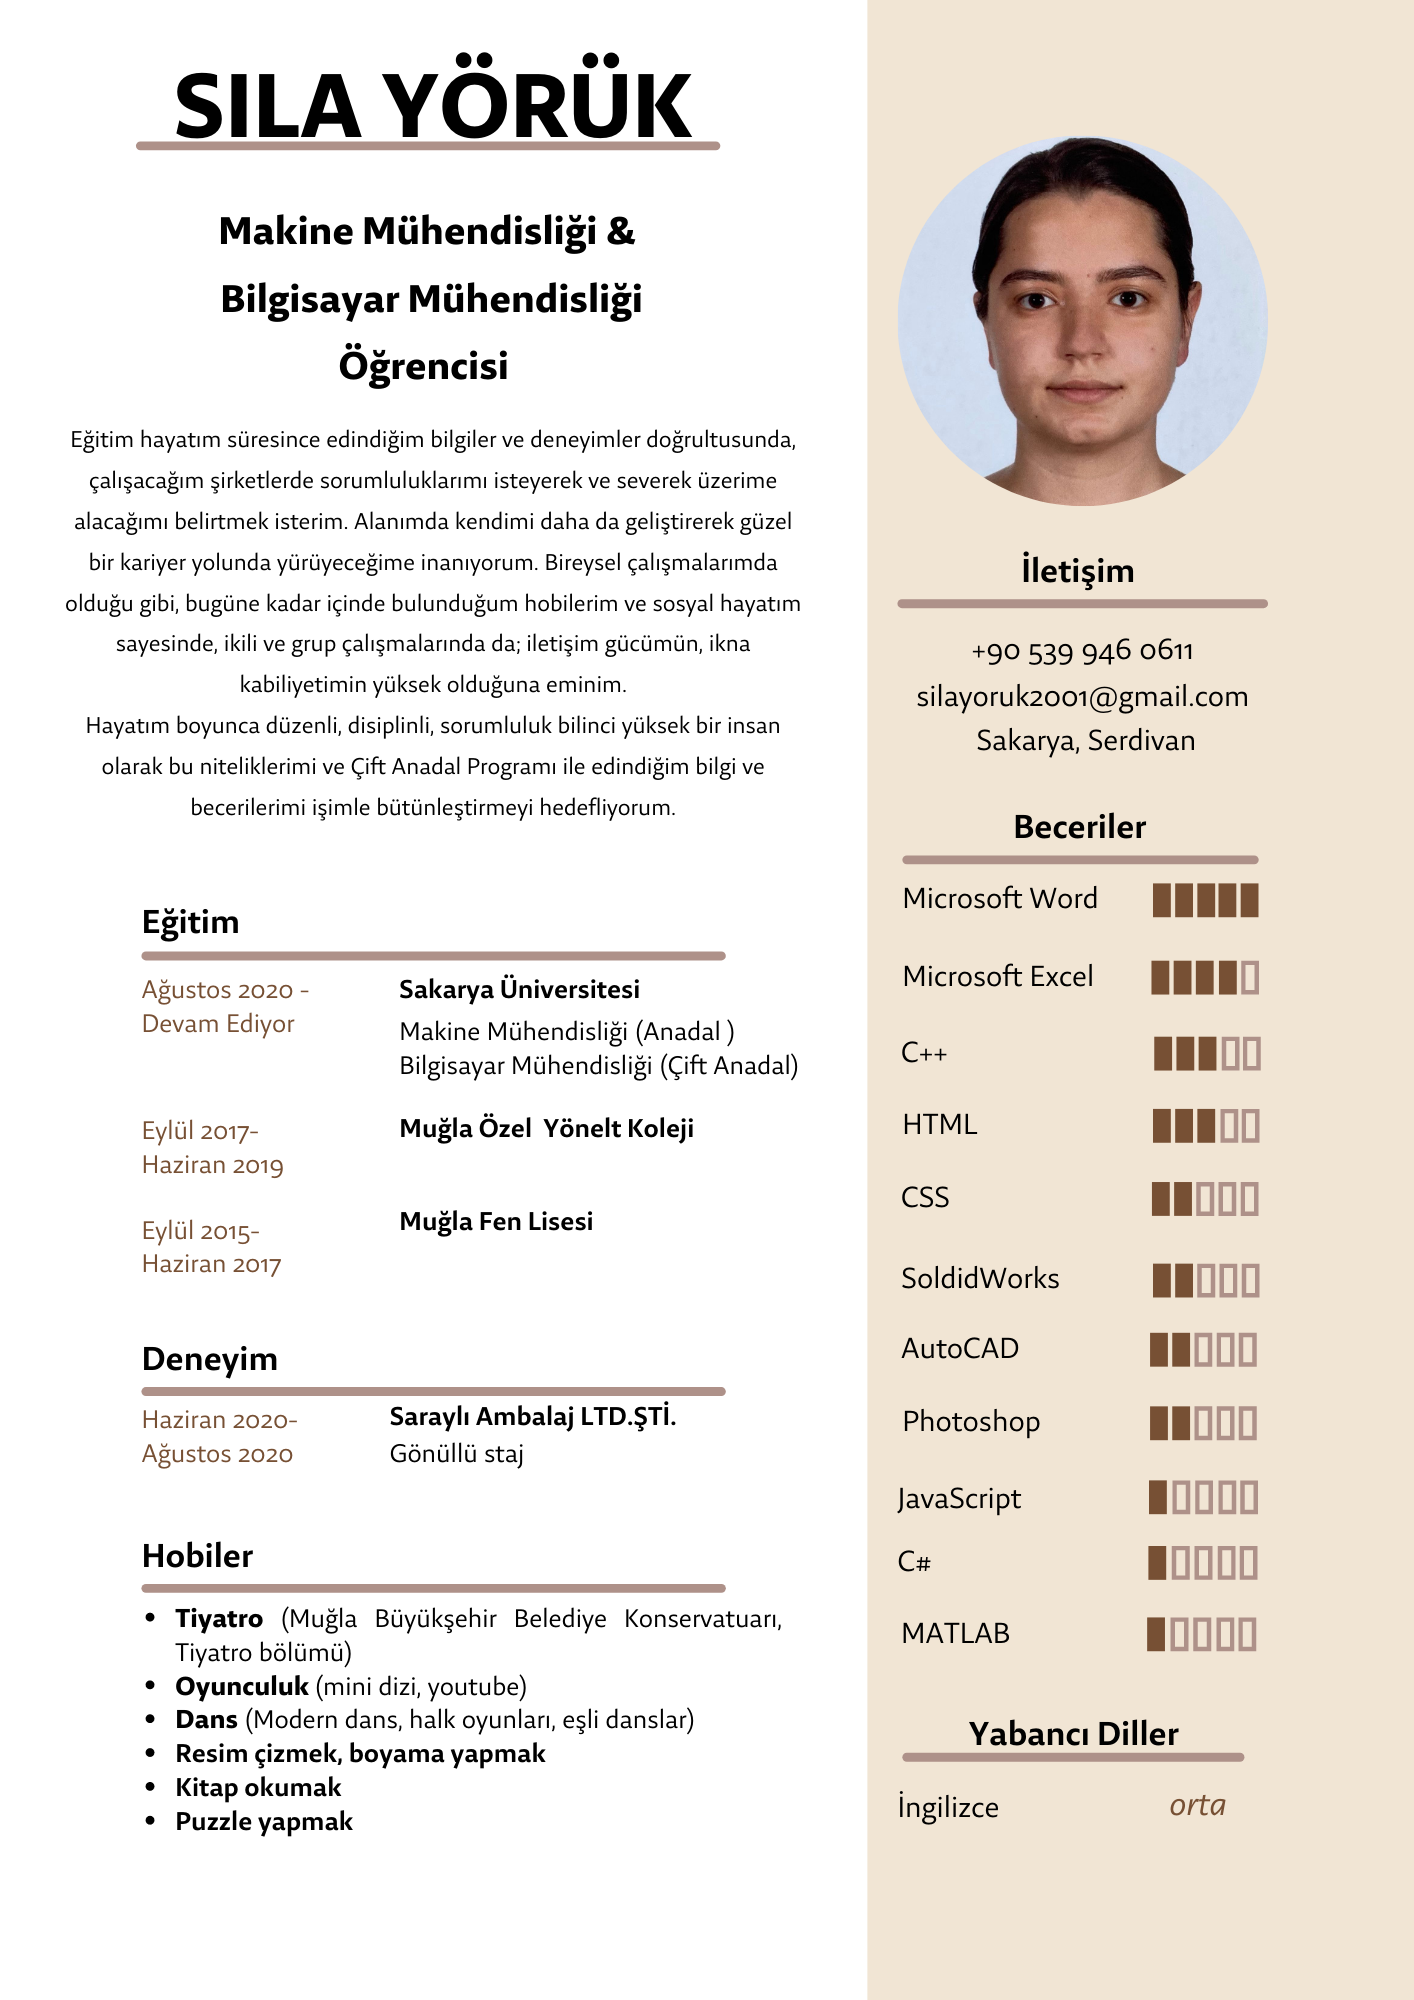 SILA YÖRÜK
Makine Mühendisliği &
Bilgisayar Mühendisliği
Öğrencisi
Eğitim hayatım süresince edindiğim bilgiler ve deneyimler doğrultusunda,
çalışacağım şirketlerde sorumluluklarımı isteyerek ve severek üzerime
alacağımı belirtmek isterim. Alanımda kendimi daha da geliştirerek güzel
bir kariyer yolunda yürüyeceğime inanıyorum. Bireysel çalışmalarımda
olduğu gibi, bugüne kadar içinde bulunduğum hobilerim ve sosyal hayatım
sayesinde, ikili ve grup çalışmalarında da; iletişim gücümün, ikna
kabiliyetimin yüksek olduğuna eminim.
Hayatım boyunca düzenli, disiplinli, sorumluluk bilinci yüksek bir insan
olarak bu niteliklerimi ve Çift Anadal Programı ile edindiğim bilgi ve
becerilerimi işimle bütünleştirmeyi hedefliyorum.
Eğitim
Ağustos 2020 -
Devam Ediyor
Sakarya Üniversitesi
Makine Mühendisliği (Anadal )
Bilgisayar Mühendisliği (Çift Anadal)
Eylül 2017-
Haziran 2019
Muğla Özel  Yönelt Koleji
Eylül 2015-
Haziran 2017
Muğla Fen Lisesi
Deneyim
Haziran 2020-
Ağustos 2020
Saraylı Ambalaj LTD.ŞTİ.
Gönüllü staj
Hobiler
• Tiyatro (Muğla Büyükşehir Belediye Konservatuarı,
Tiyatro bölümü)
• Oyunculuk (mini dizi, youtube)
• Dans (Modern dans, halk oyunları, eşli danslar)
• Resim çizmek, boyama yapmak
• Kitap okumak
• Puzzle yapmak
İletişim
+90 539 946 0611
silayoruk2001@gmail.com
Sakarya, Serdivan
Beceriler
Microsoft Word
Microsoft Excel
C++
HTML
CSS
SoldidWorks
AutoCAD
Photoshop
JavaScript
C#
MATLAB
Yabancı Diller
İngilizce orta